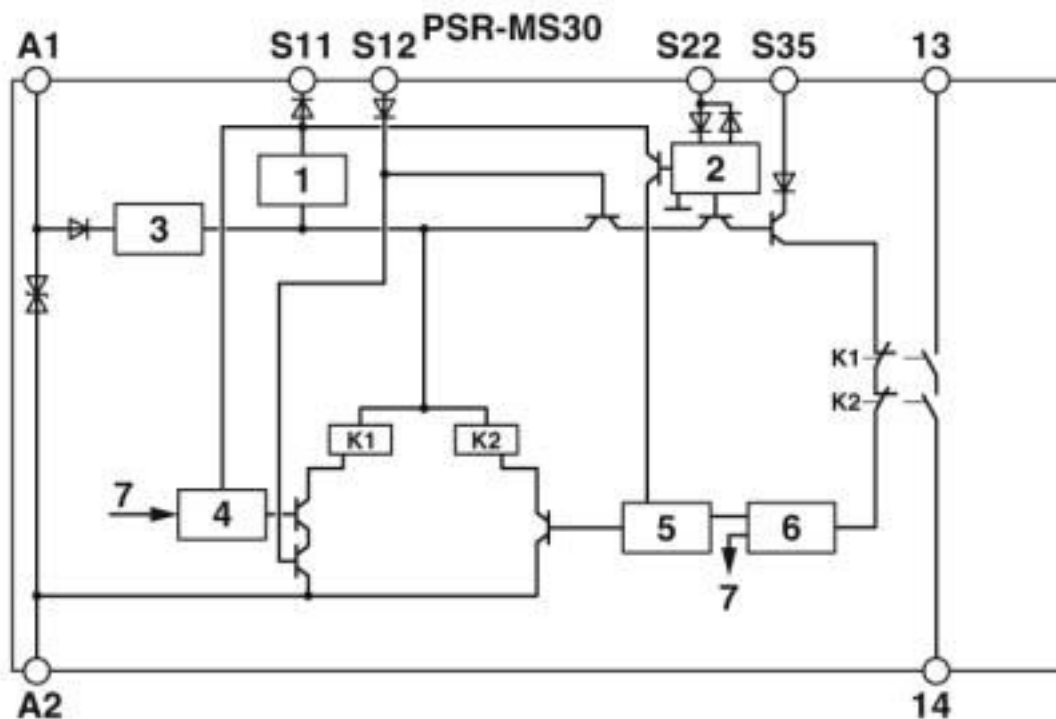 PSR-MS30
A1 S11 S12 S22 S35 13
1 2
3
K1
K2
K1 K2
7 4 5 6
7
A2 14